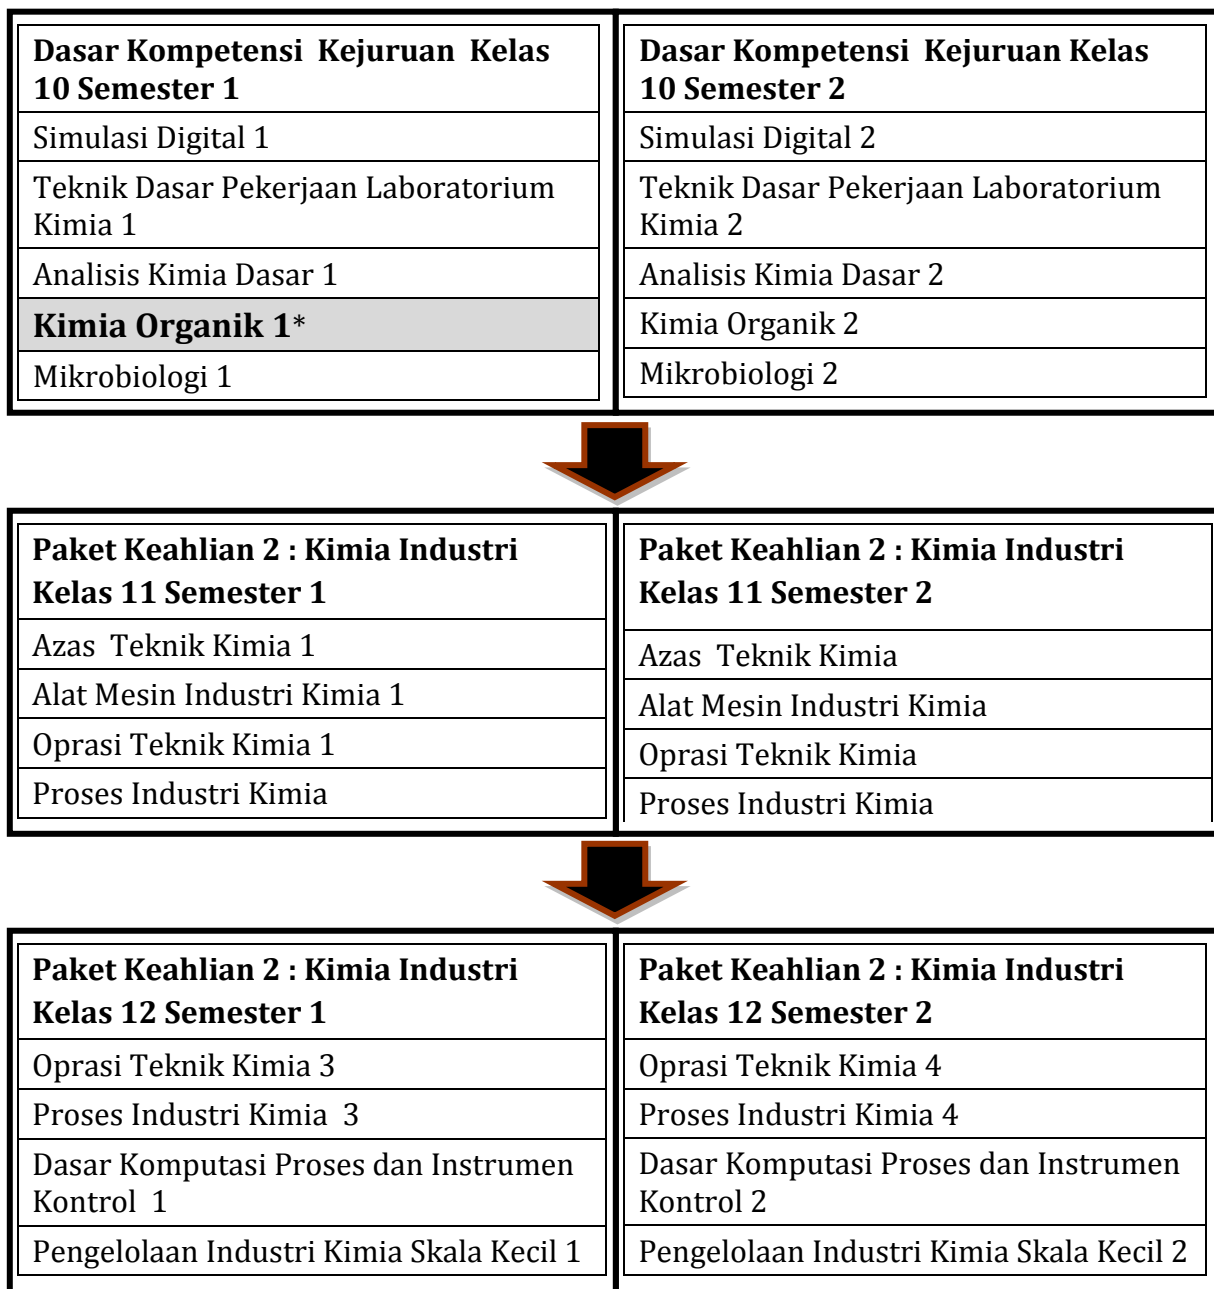 Dasar Kompetensi  Kejuruan  Kelas
10 Semester 1
Simulasi Digital 1
Teknik Dasar Pekerjaan Laboratorium
Kimia 1
Analisis Kimia Dasar 1
Kimia Organik 1*
Mikrobiologi 1
Dasar Kompetensi  Kejuruan Kelas
10 Semester 2
Simulasi Digital 2
Teknik Dasar Pekerjaan Laboratorium
Kimia 2
Analisis Kimia Dasar 2
Kimia Organik 2
Mikrobiologi 2
Paket Keahlian 2 : Kimia Industri
Kelas 11 Semester 1
Azas  Teknik Kimia 1
Alat Mesin Industri Kimia 1
Oprasi Teknik Kimia 1
Proses Industri Kimia
Paket Keahlian 2 : Kimia Industri
Kelas 11 Semester 2
Azas  Teknik Kimia
Alat Mesin Industri Kimia
Oprasi Teknik Kimia
Proses Industri Kimia
Paket Keahlian 2 : Kimia Industri
Kelas 12 Semester 1
Oprasi Teknik Kimia 3
Proses Industri Kimia  3
Dasar Komputasi Proses dan Instrumen
Kontrol  1
Pengelolaan Industri Kimia Skala Kecil 1
Paket Keahlian 2 : Kimia Industri
Kelas 12 Semester 2
Oprasi Teknik Kimia 4
Proses Industri Kimia 4
Dasar Komputasi Proses dan Instrumen
Kontrol 2
Pengelolaan Industri Kimia Skala Kecil 2